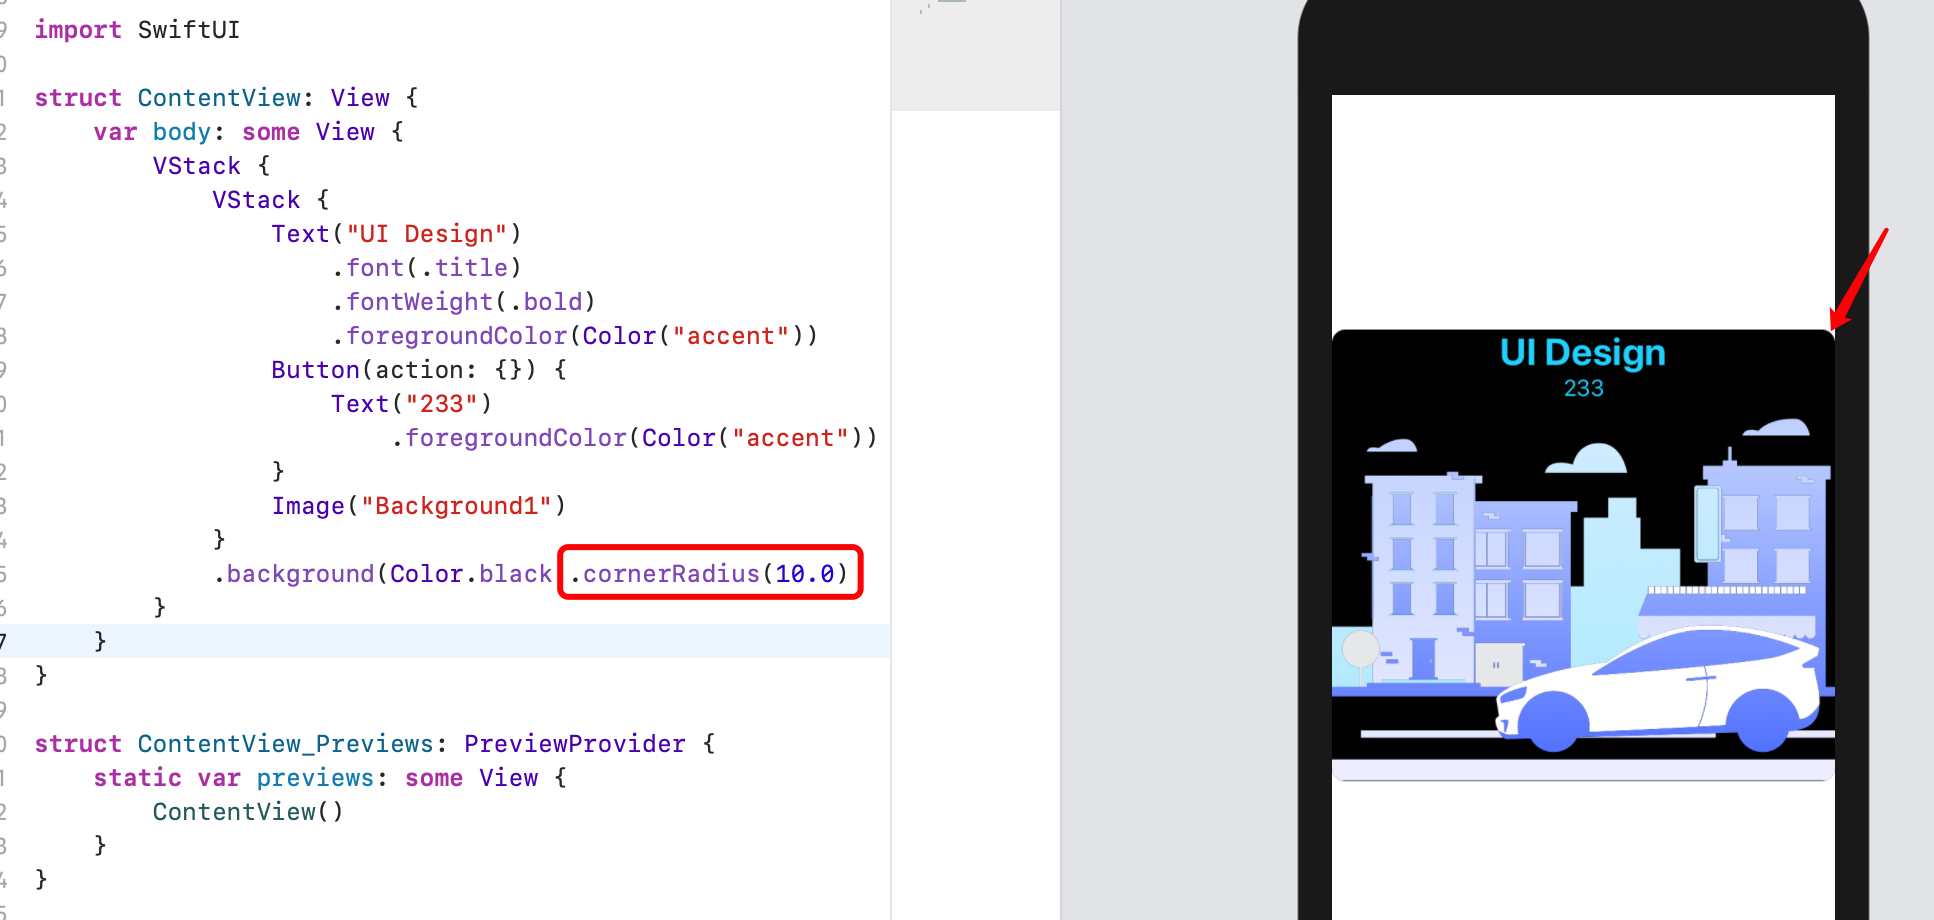 import SwiftUI
struct ContentView: View {
var body: some View {
VStack {
VStack {
Text("UI Design")
.font(.title)
.fontWeight(.bold)
.foregroundColor(Color("accent"))
Button(action: {}) {
Text("233")
.foregroundColor(Color("accent"))
}
Image("Background1")
}
.background(Color.black .cornerRadius(10.0)
}
}
}
struct ContentView_Previews: PreviewProvider {
static var previews: some View {
ContentView()
}
}
UI Design
233